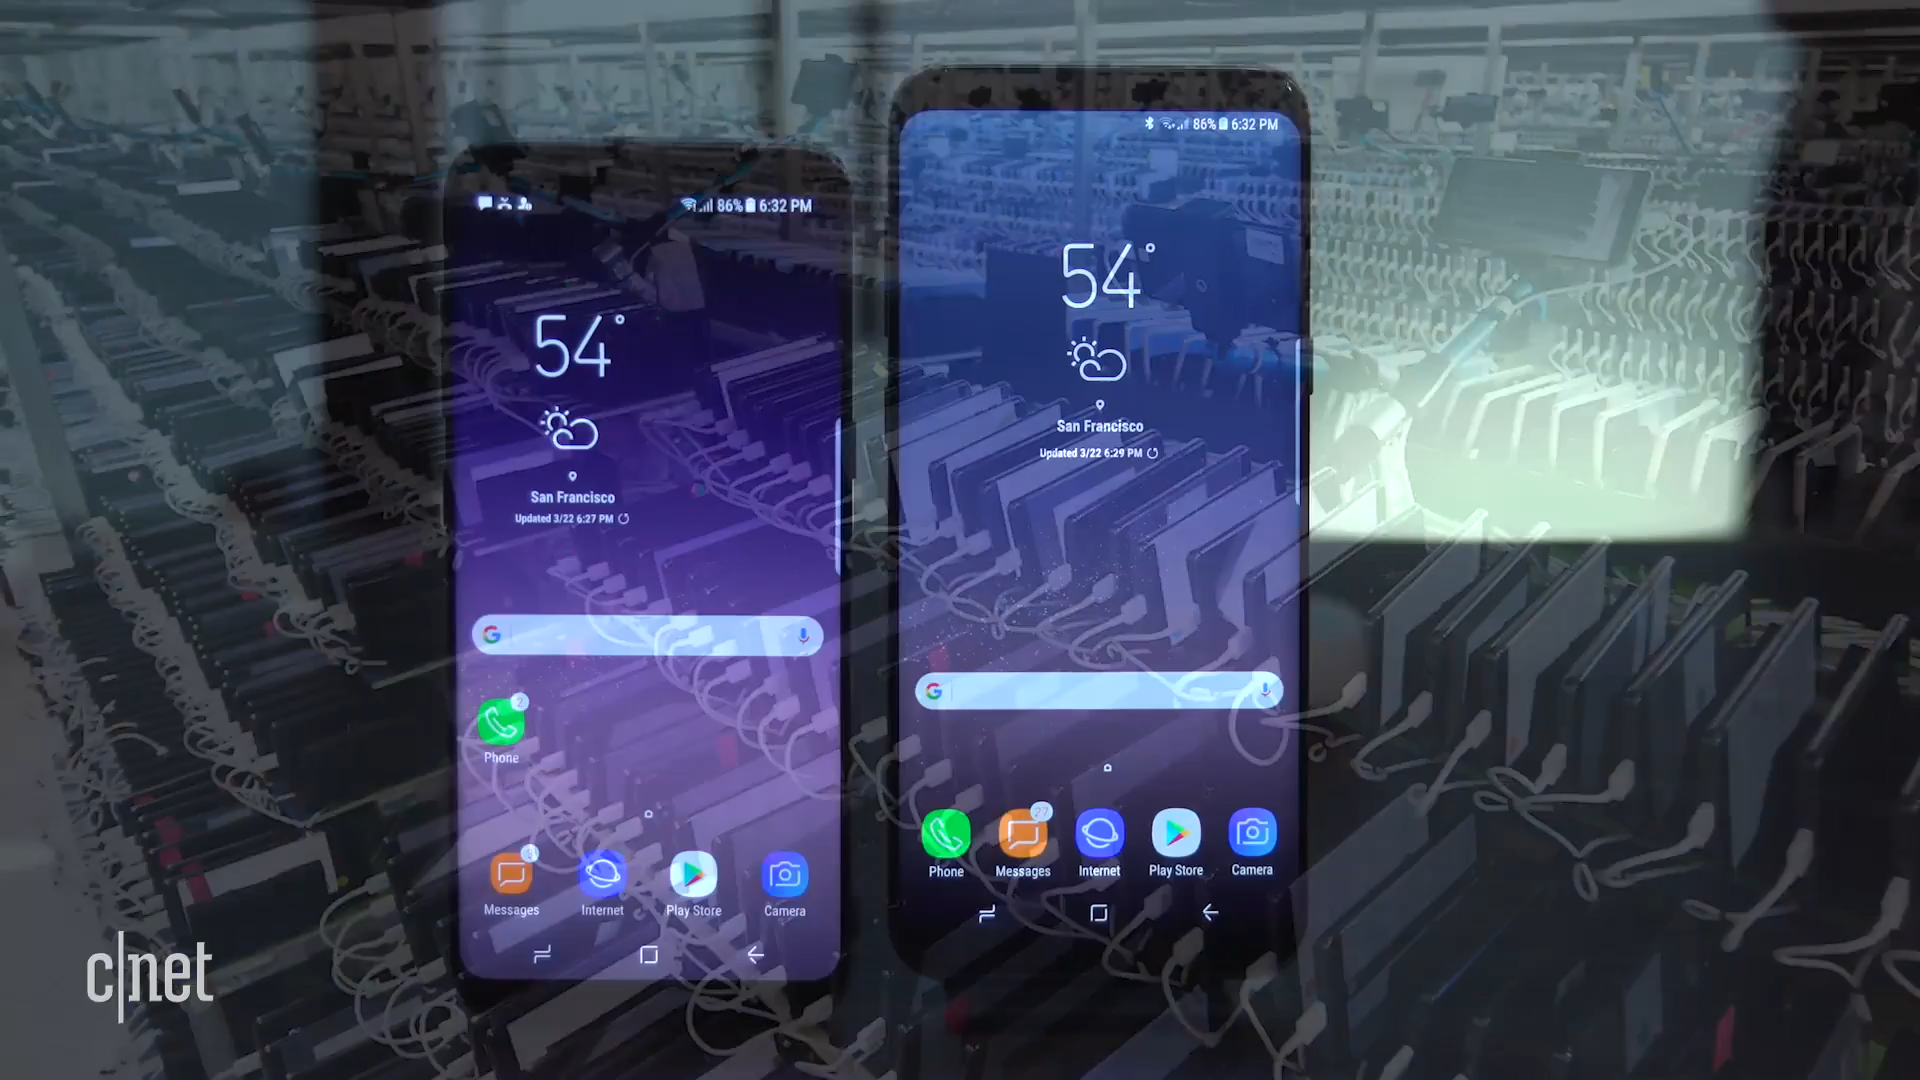 86% 6:32 PM
54°
San Francisco
Updated 3/22 6:27 PM
G
2
Phone
Messages
Internet
Play Store
Camera
86% 6:32 PM
54°
San Francisco
Updated 3/22 6:29 PM
G
27
Phone
Messages
Internet
Play Store
Camera
c|net